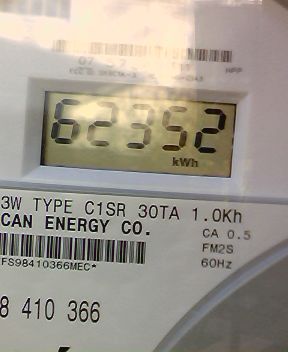 62352
kWh
3W TYPE C1SR 30TA 1.0Kh
CAN ENERGY CO.
CA 0.5
FM2S
60Hz
FS98410366MEC*
8 410 366